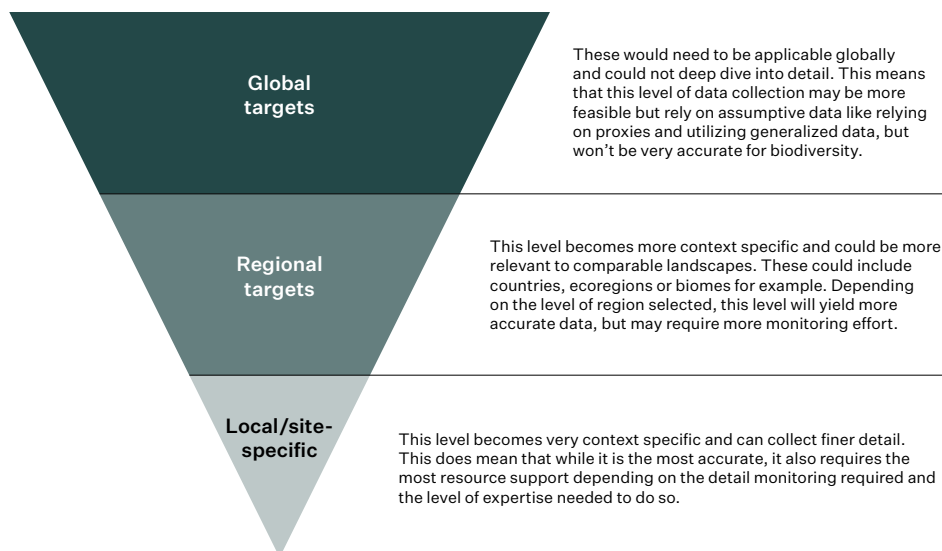 Global
targets
These would need to be applicable globally
and could not deep dive into detail. This means
that this level of data collection may be more
feasible but rely on assumptive data like relying
on proxies and utilizing generalized data, but
won’t be very accurate for biodiversity.
Regional
targets
This level becomes more context specific and could be more
relevant to comparable landscapes. These could include
countries, ecoregions or biomes for example. Depending
on the level of region selected, this level will yield more
accurate data, but may require more monitoring effort.
Local/site-
specific
This level becomes very context specific and can collect finer detail.
This does mean that while it is the most accurate, it also requires the
most resource support depending on the detail monitoring required and
the level of expertise needed to do so.